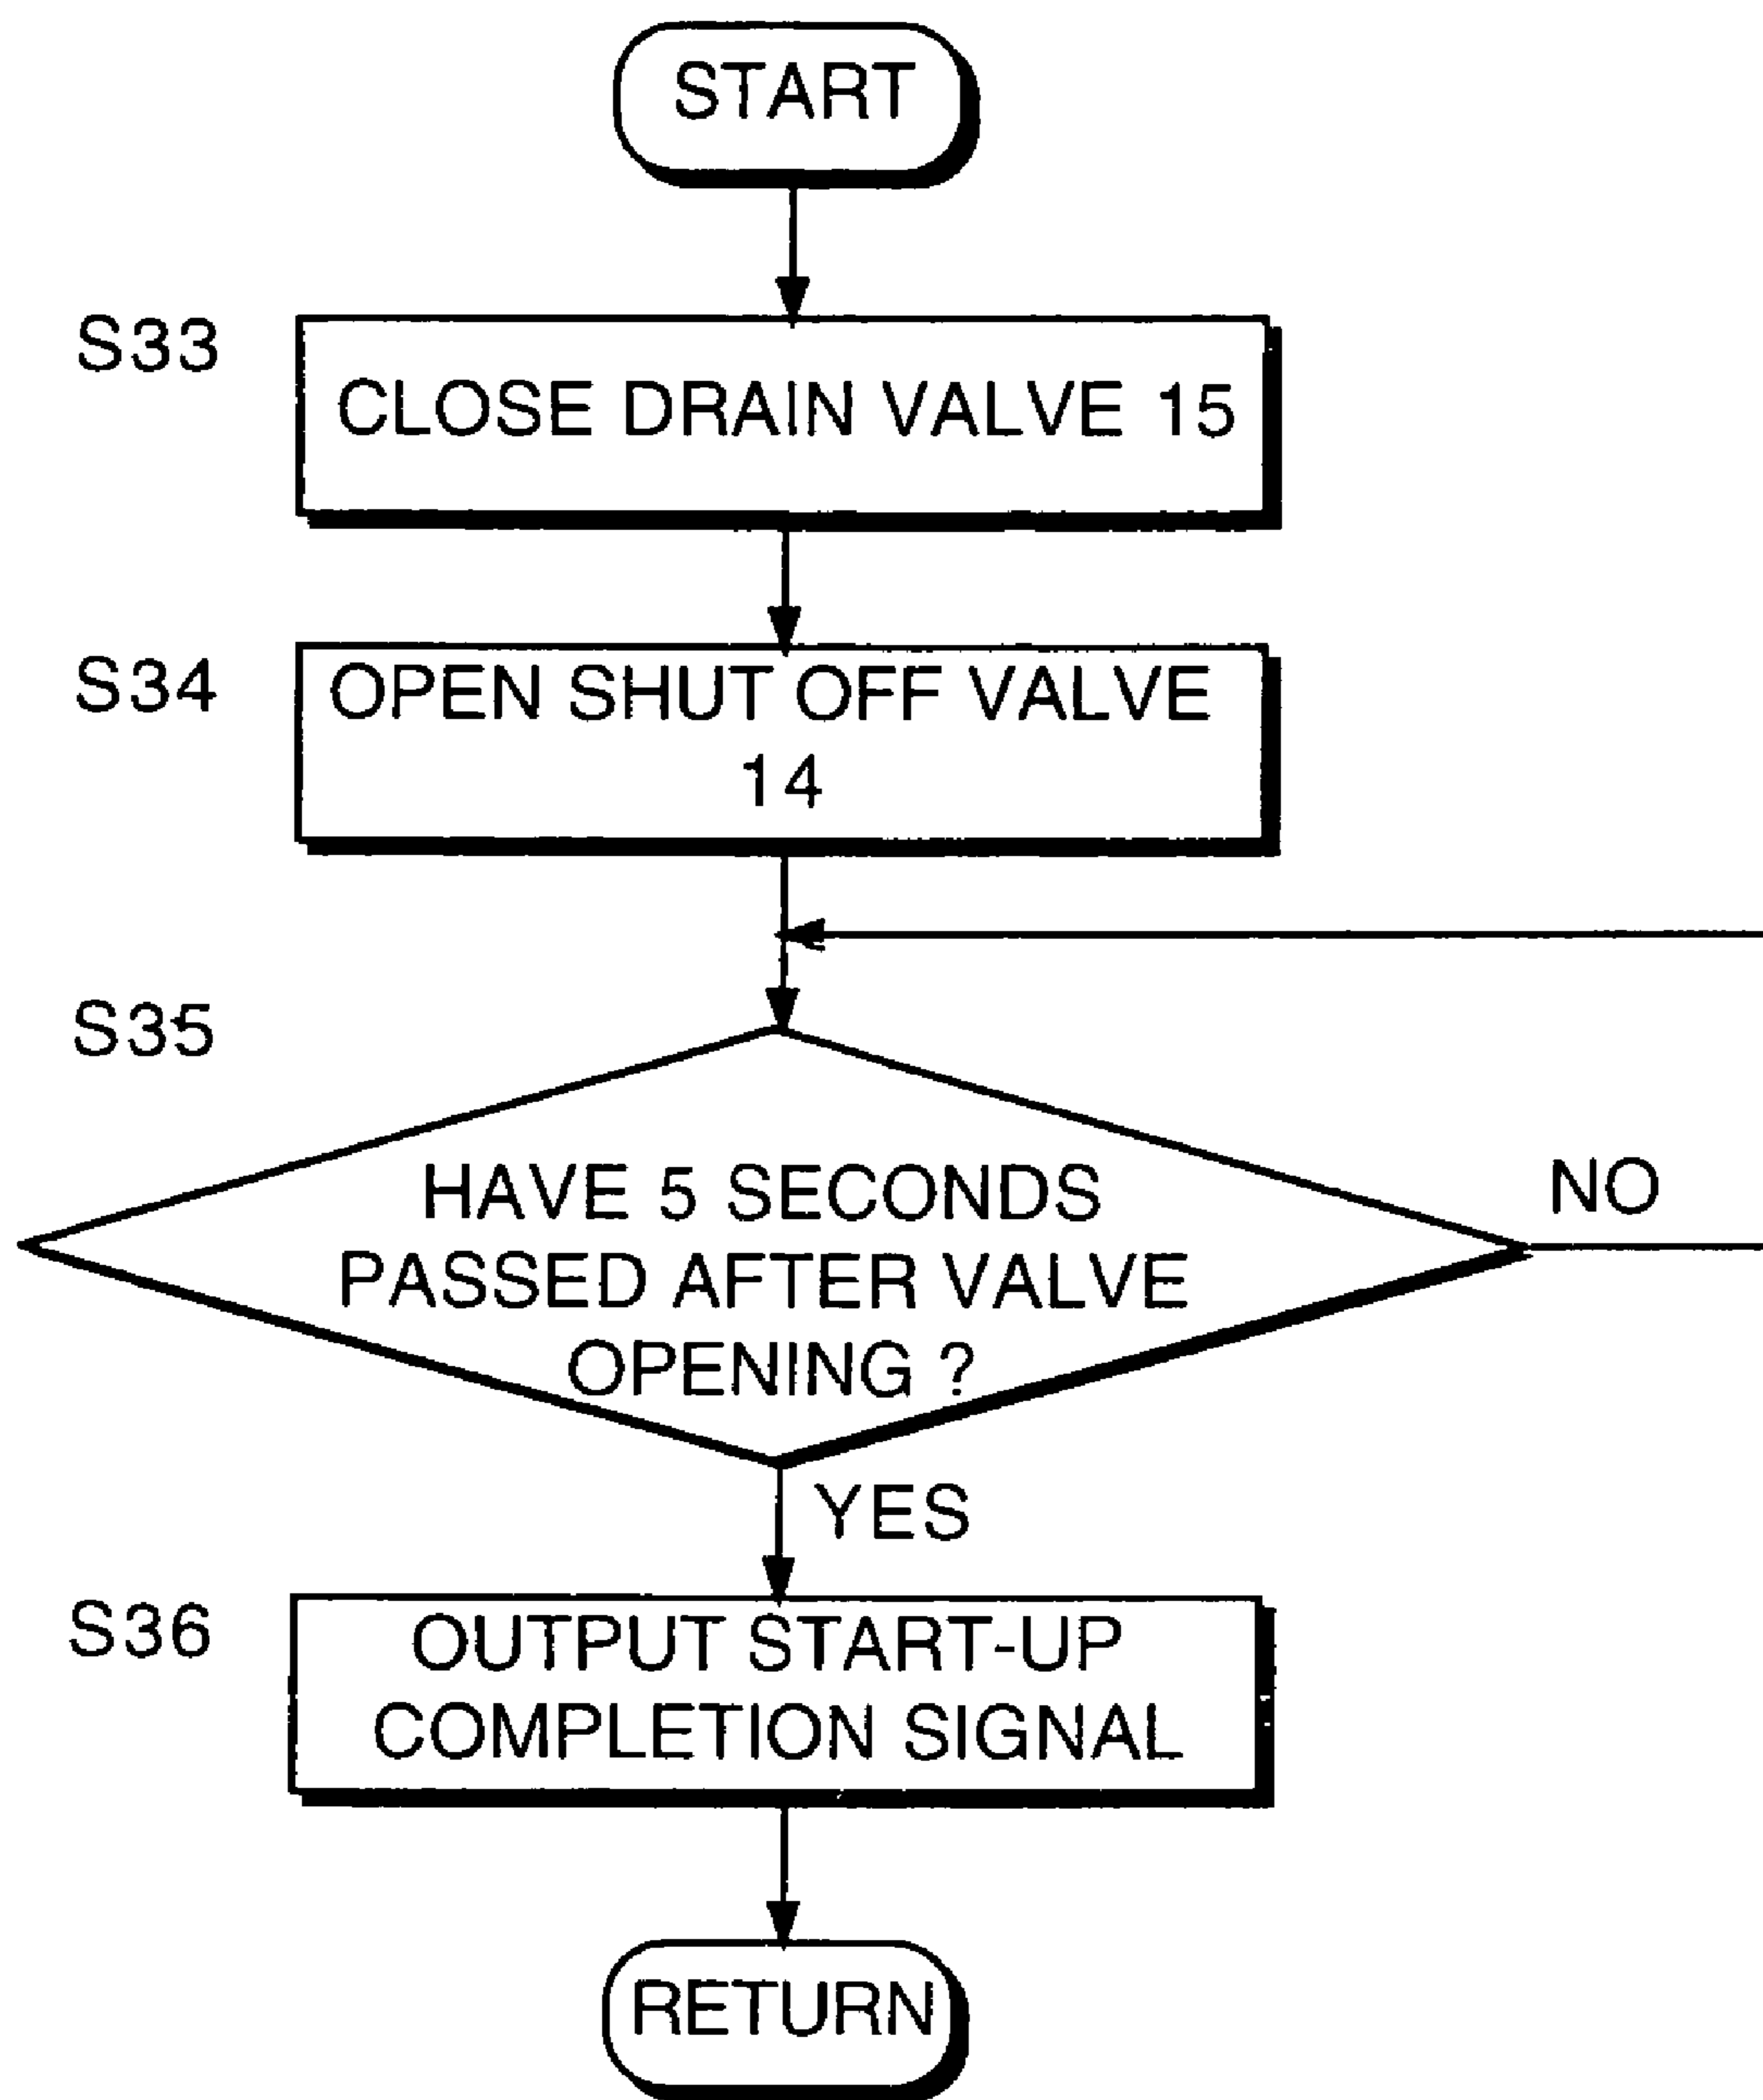 START
S33
CLOSE DRAIN VALVE 15
S34
OPEN SHUT OFF VALVE
14
S35
HAVE 5 SECONDS
PASSED AFTER VALVE
OPENING ?
NO
YES
S36
OUTPUT START-UP
COMPLETION SIGNAL
RETURN